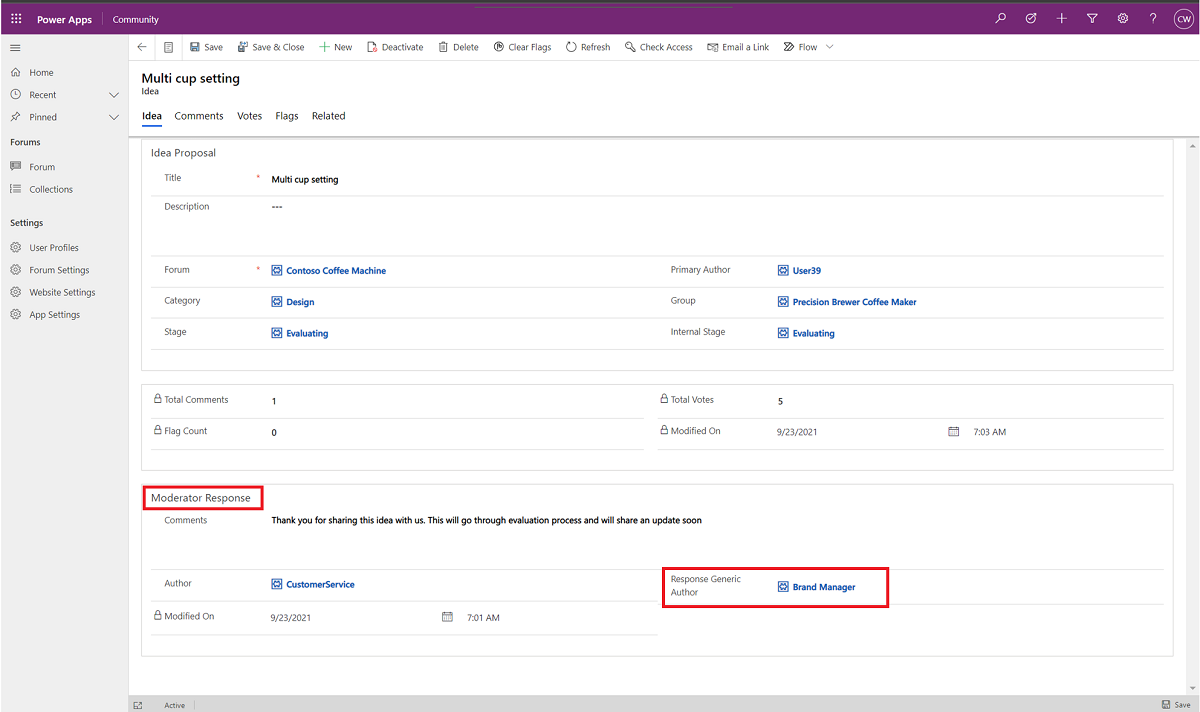 Power Apps Community ? CW
Save Save & Close New Deactivate Delete Clear Flags Refresh Check Access Email a Link Flow
Home
Recent
Pinned
Forums
Forum
Collections
Settings
User Profiles
Forum Settings
Website Settings
App Settings
Multi cup setting
Idea
Idea Comments Votes Flags Related
Idea Proposal
Title * Multi cup setting
Description ---
Forum * Contoso Coffee Machine Primary Author User39
Category Design Group Precision Brewer Coffee Maker
Stage Evaluating Internal Stage Evaluating
Total Comments 1 Total Votes 5
Flag Count 0 Modified On 9/23/2021 7:03 AM
Moderator Response
Comments Thank you for sharing this idea with us. This will go through evaluation process and will share an update soon
Author CustomerService Response Generic Author Brand Manager
Modified On 9/23/2021 7:01 AM
Active Save